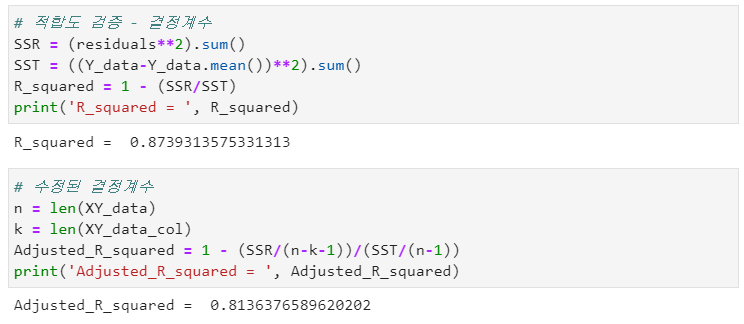 # 적합도 검증 - 결정계수
SSR = (residuals**2).sum()
SST = ((Y_data-Y_data.mean())**2).sum()
R_squared = 1 - (SSR/SST)
print('R_squared = ', R_squared)
R_squared =  0.8739313575331313
# 수정된 결정계수
n = len(XY_data)
k = len(XY_data_col)
Adjusted_R_squared = 1 - (SSR/(n-k-1))/(SST/(n-1))
print('Adjusted_R_squared = ', Adjusted_R_squared)
Adjusted_R_squared =  0.8136376589620202